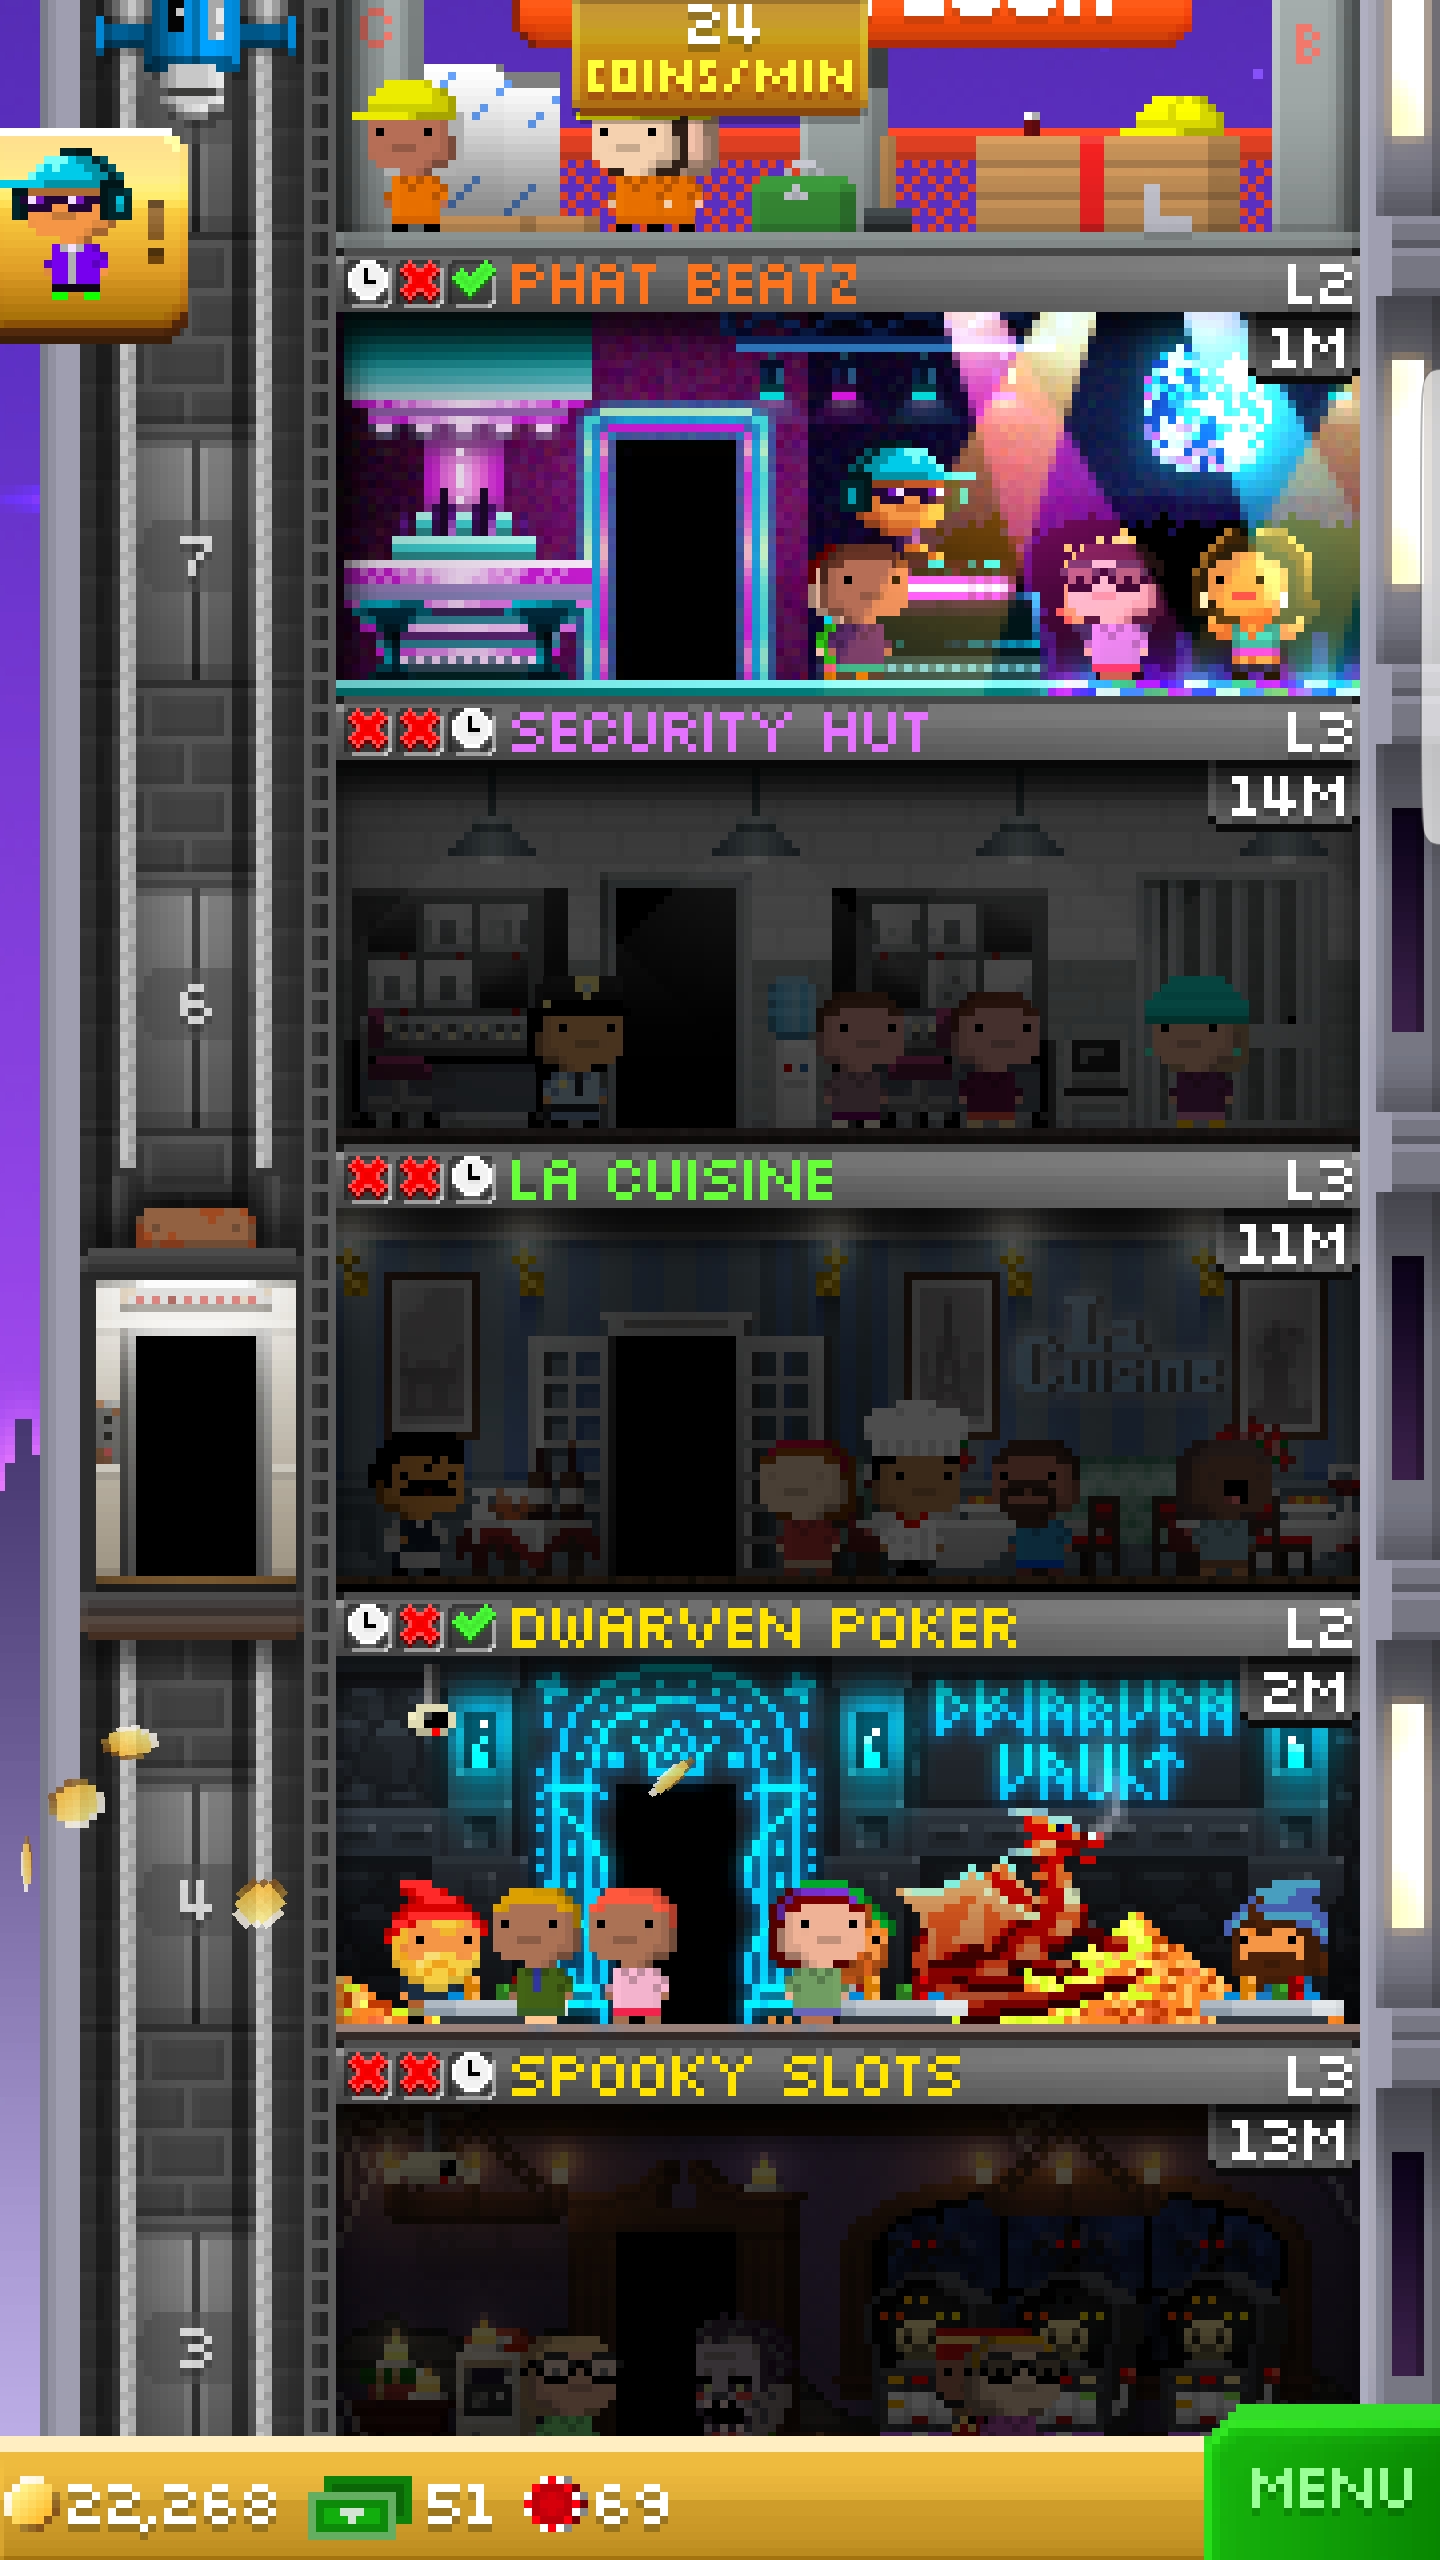 C
B
24
COINS/MIN
PHAT BEATZ
L2
1M
7
SECURITY HUT
L3
14M
6
LA CUISINE
L3
11M
La
Cuisine
DWARVEN POKER
L2
2M
DWARVEN
VAULT
4
SPOOKY SLOTS
L3
13M
3
22,268
51
69
MENU